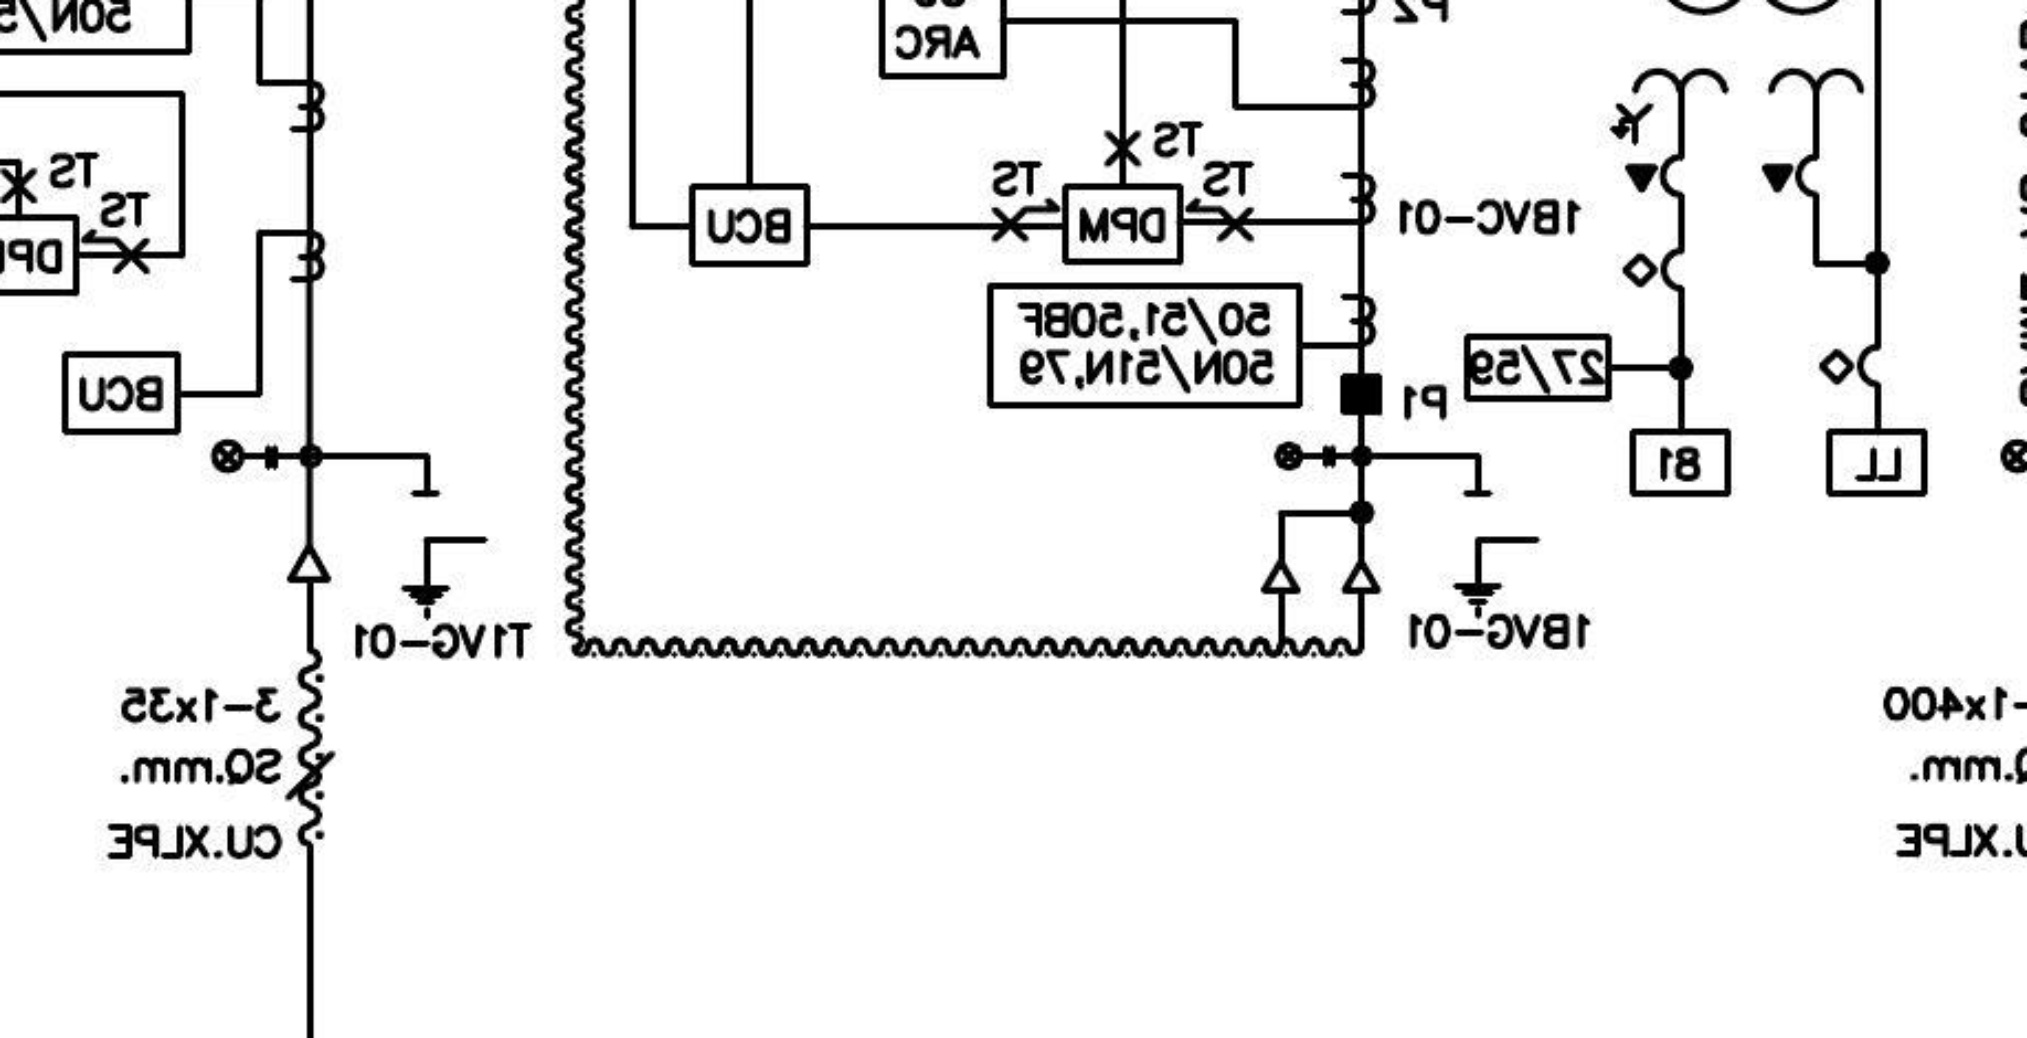 50N/5
P2
ARC
TS
TS
TS
TS
TS
BCU
DPM
1BVC-01
50/51,50BF
50N/51N,79
27/59
P1
BCU
81
LL
T1VG-01
1BVG-01
3-1x35
SQ.mm.
CU.XLPE
-1x400
.mm.
.XLPE